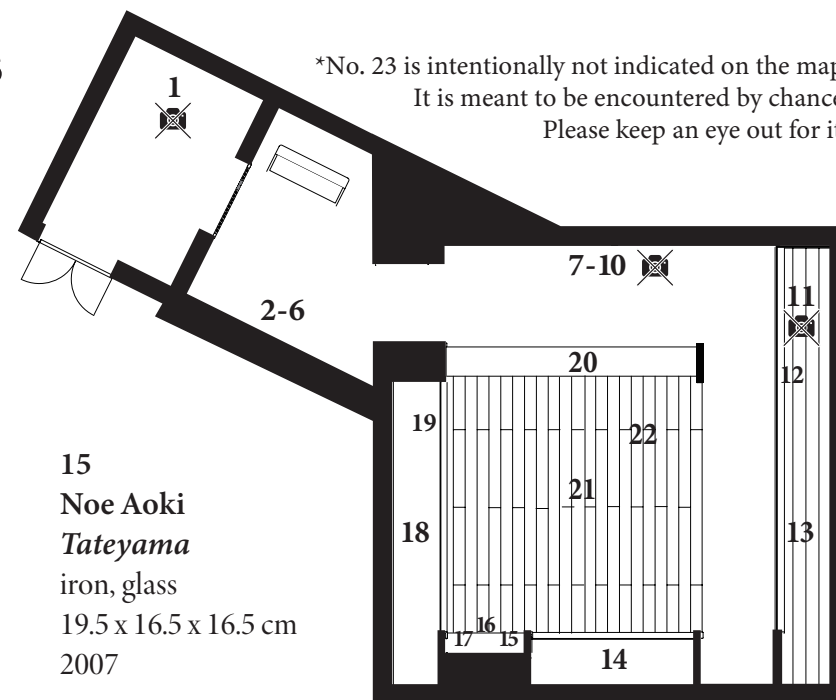 *No. 23 is intentionally not indicated on the map
It is meant to be encountered by chance
Please keep an eye out for it
1
2-6
7-10
11
12
20
19
22
21
18
13
16
17
15
14
15
Noe Aoki
Tateyama
iron, glass
19.5 x 16.5 x 16.5 cm
2007